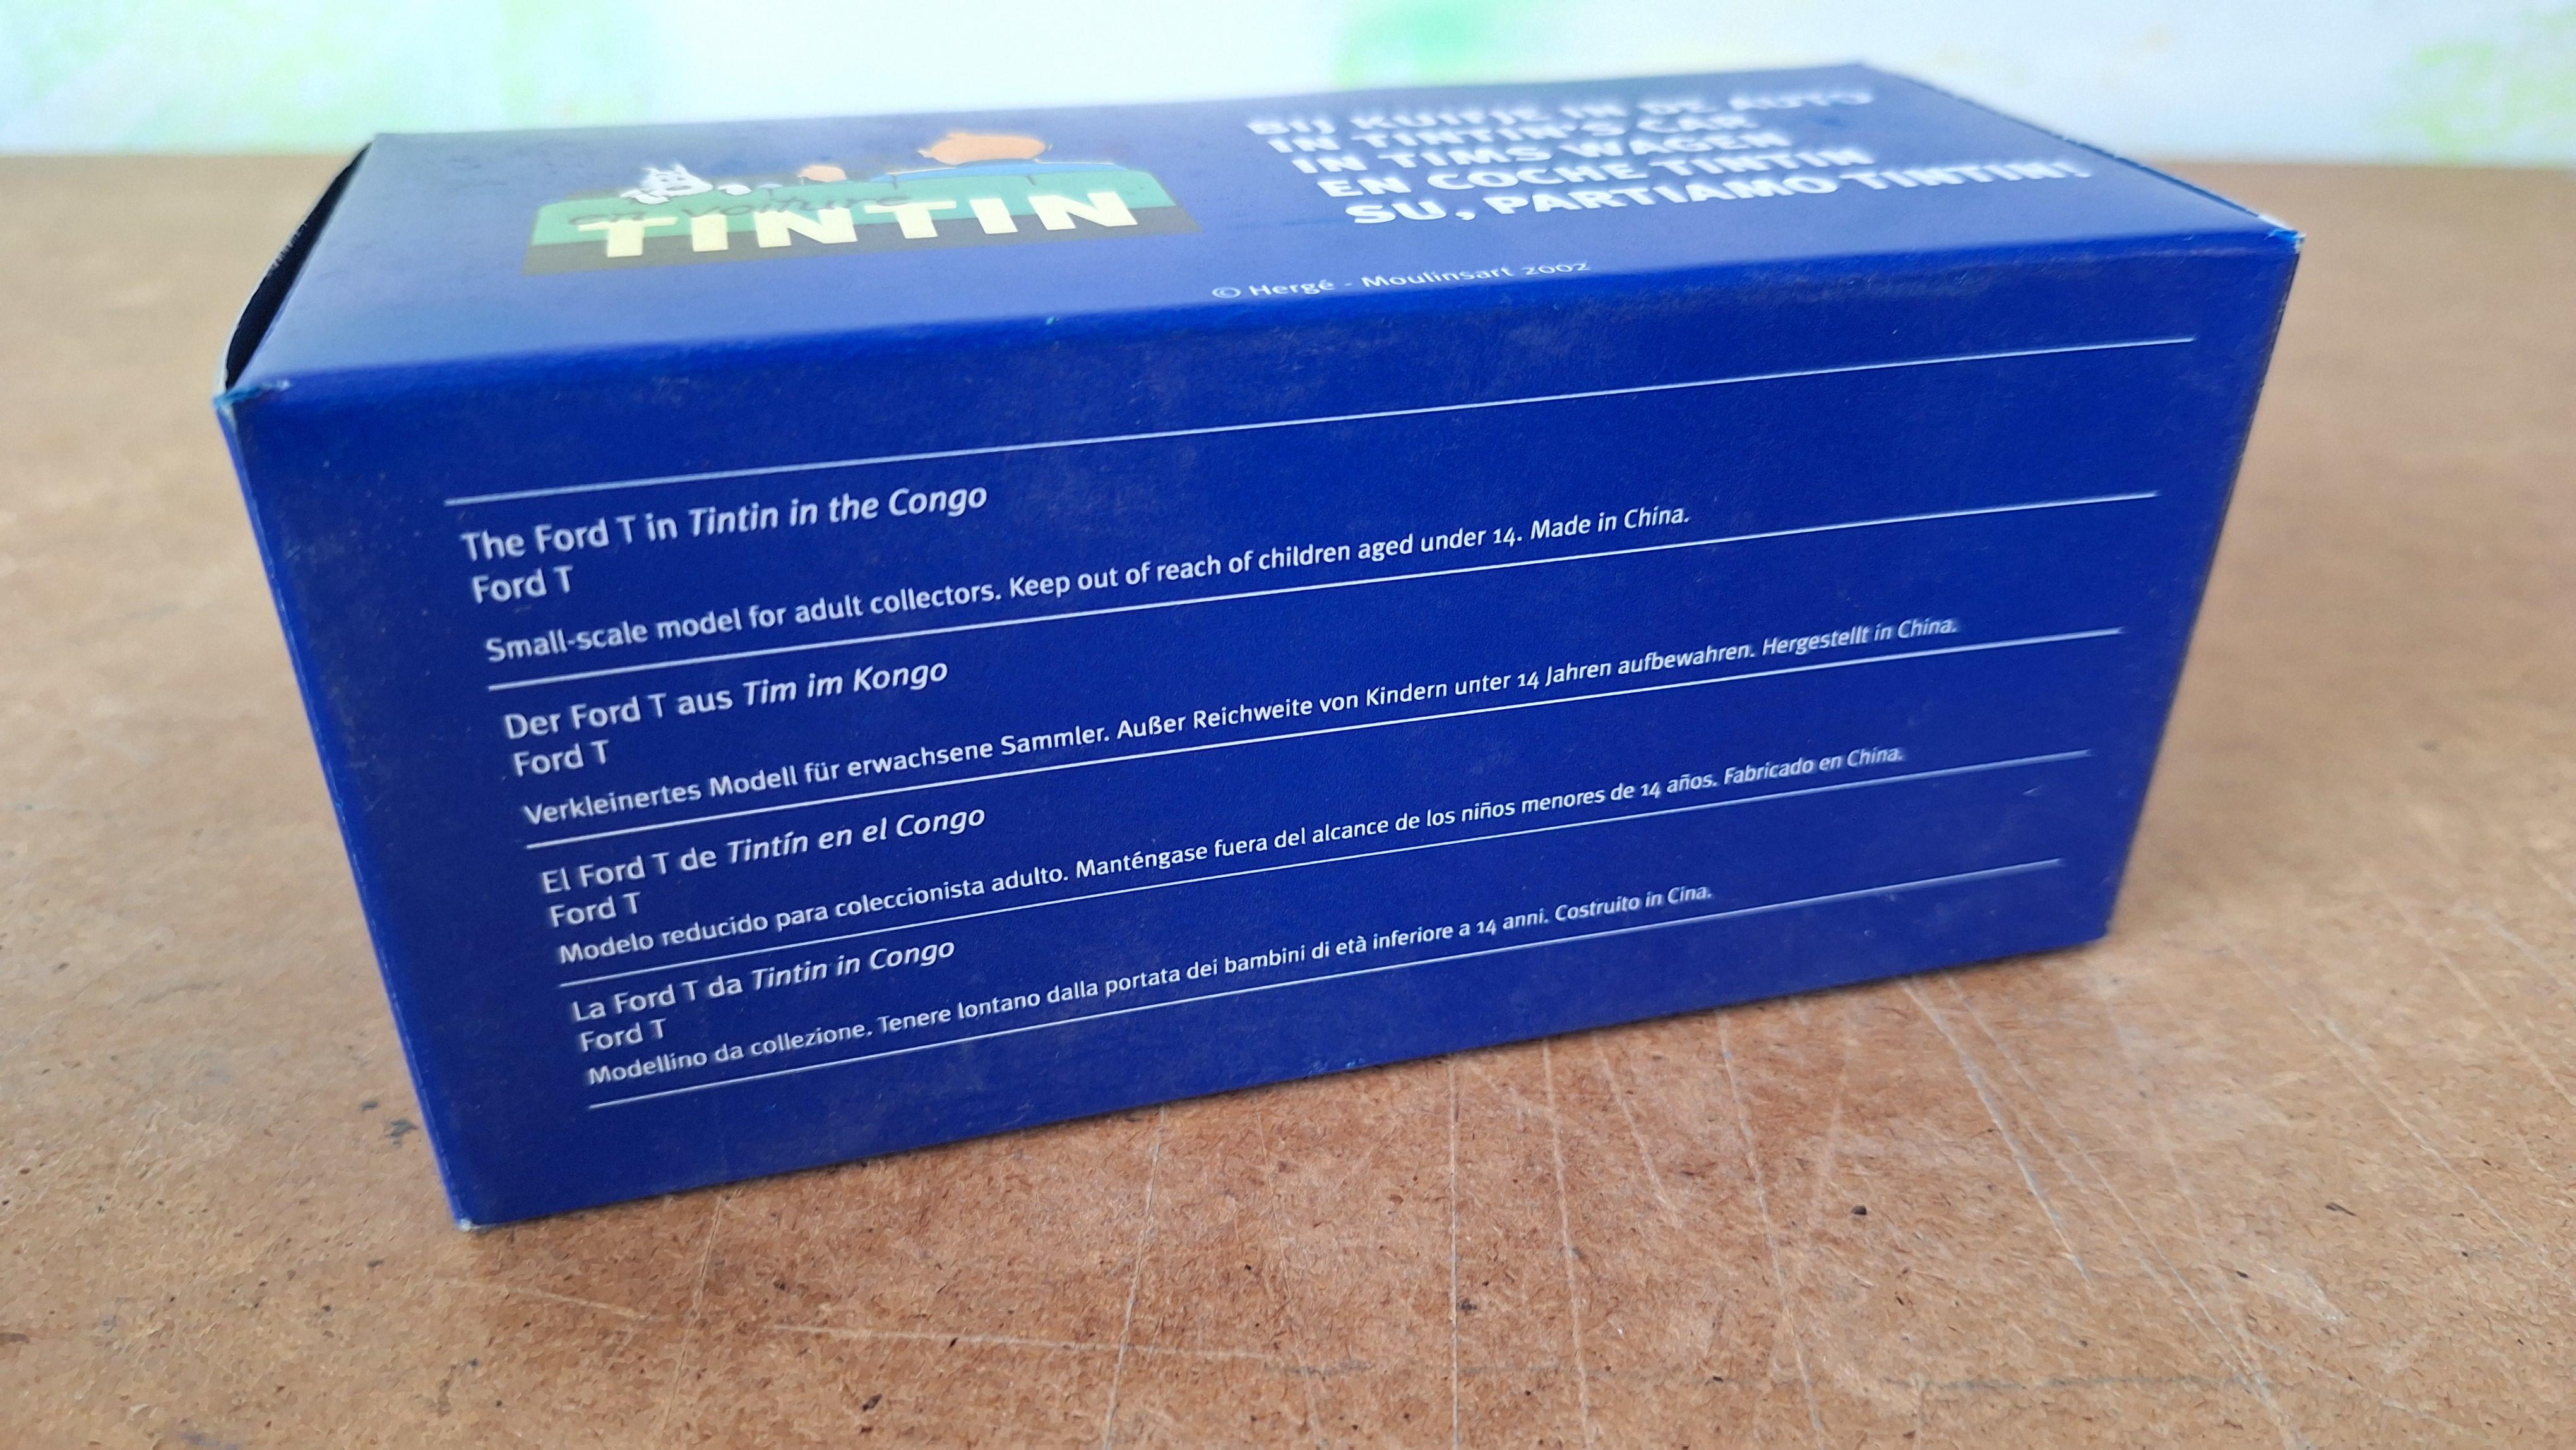 en voiture
TINTIN
BIJ KUIFJE IN DE AUTO
IN TINTIN'S CAR
IN TIMS WAGEN
EN COCHE TINTÍN
SU, PARTIAMO TINTIN!
© Hergé - Moulinsart 2002
The Ford T in Tintin in the Congo
Ford T
Small-scale model for adult collectors. Keep out of reach of children aged under 14. Made in China.
Der Ford T aus Tim im Kongo
Ford T
Verkleinertes Modell für erwachsene Sammler. Außer Reichweite von Kindern unter 14 Jahren aufbewahren. Hergestellt in China.
El Ford T de Tintín en el Congo
Ford T
Modelo reducido para coleccionista adulto. Manténgase fuera del alcance de los niños menores de 14 años. Fabricado en China.
La Ford T da Tintin in Congo
Ford T
Modellino da collezione. Tenere lontano dalla portata dei bambini di età inferiore a 14 anni. Costruito in Cina.